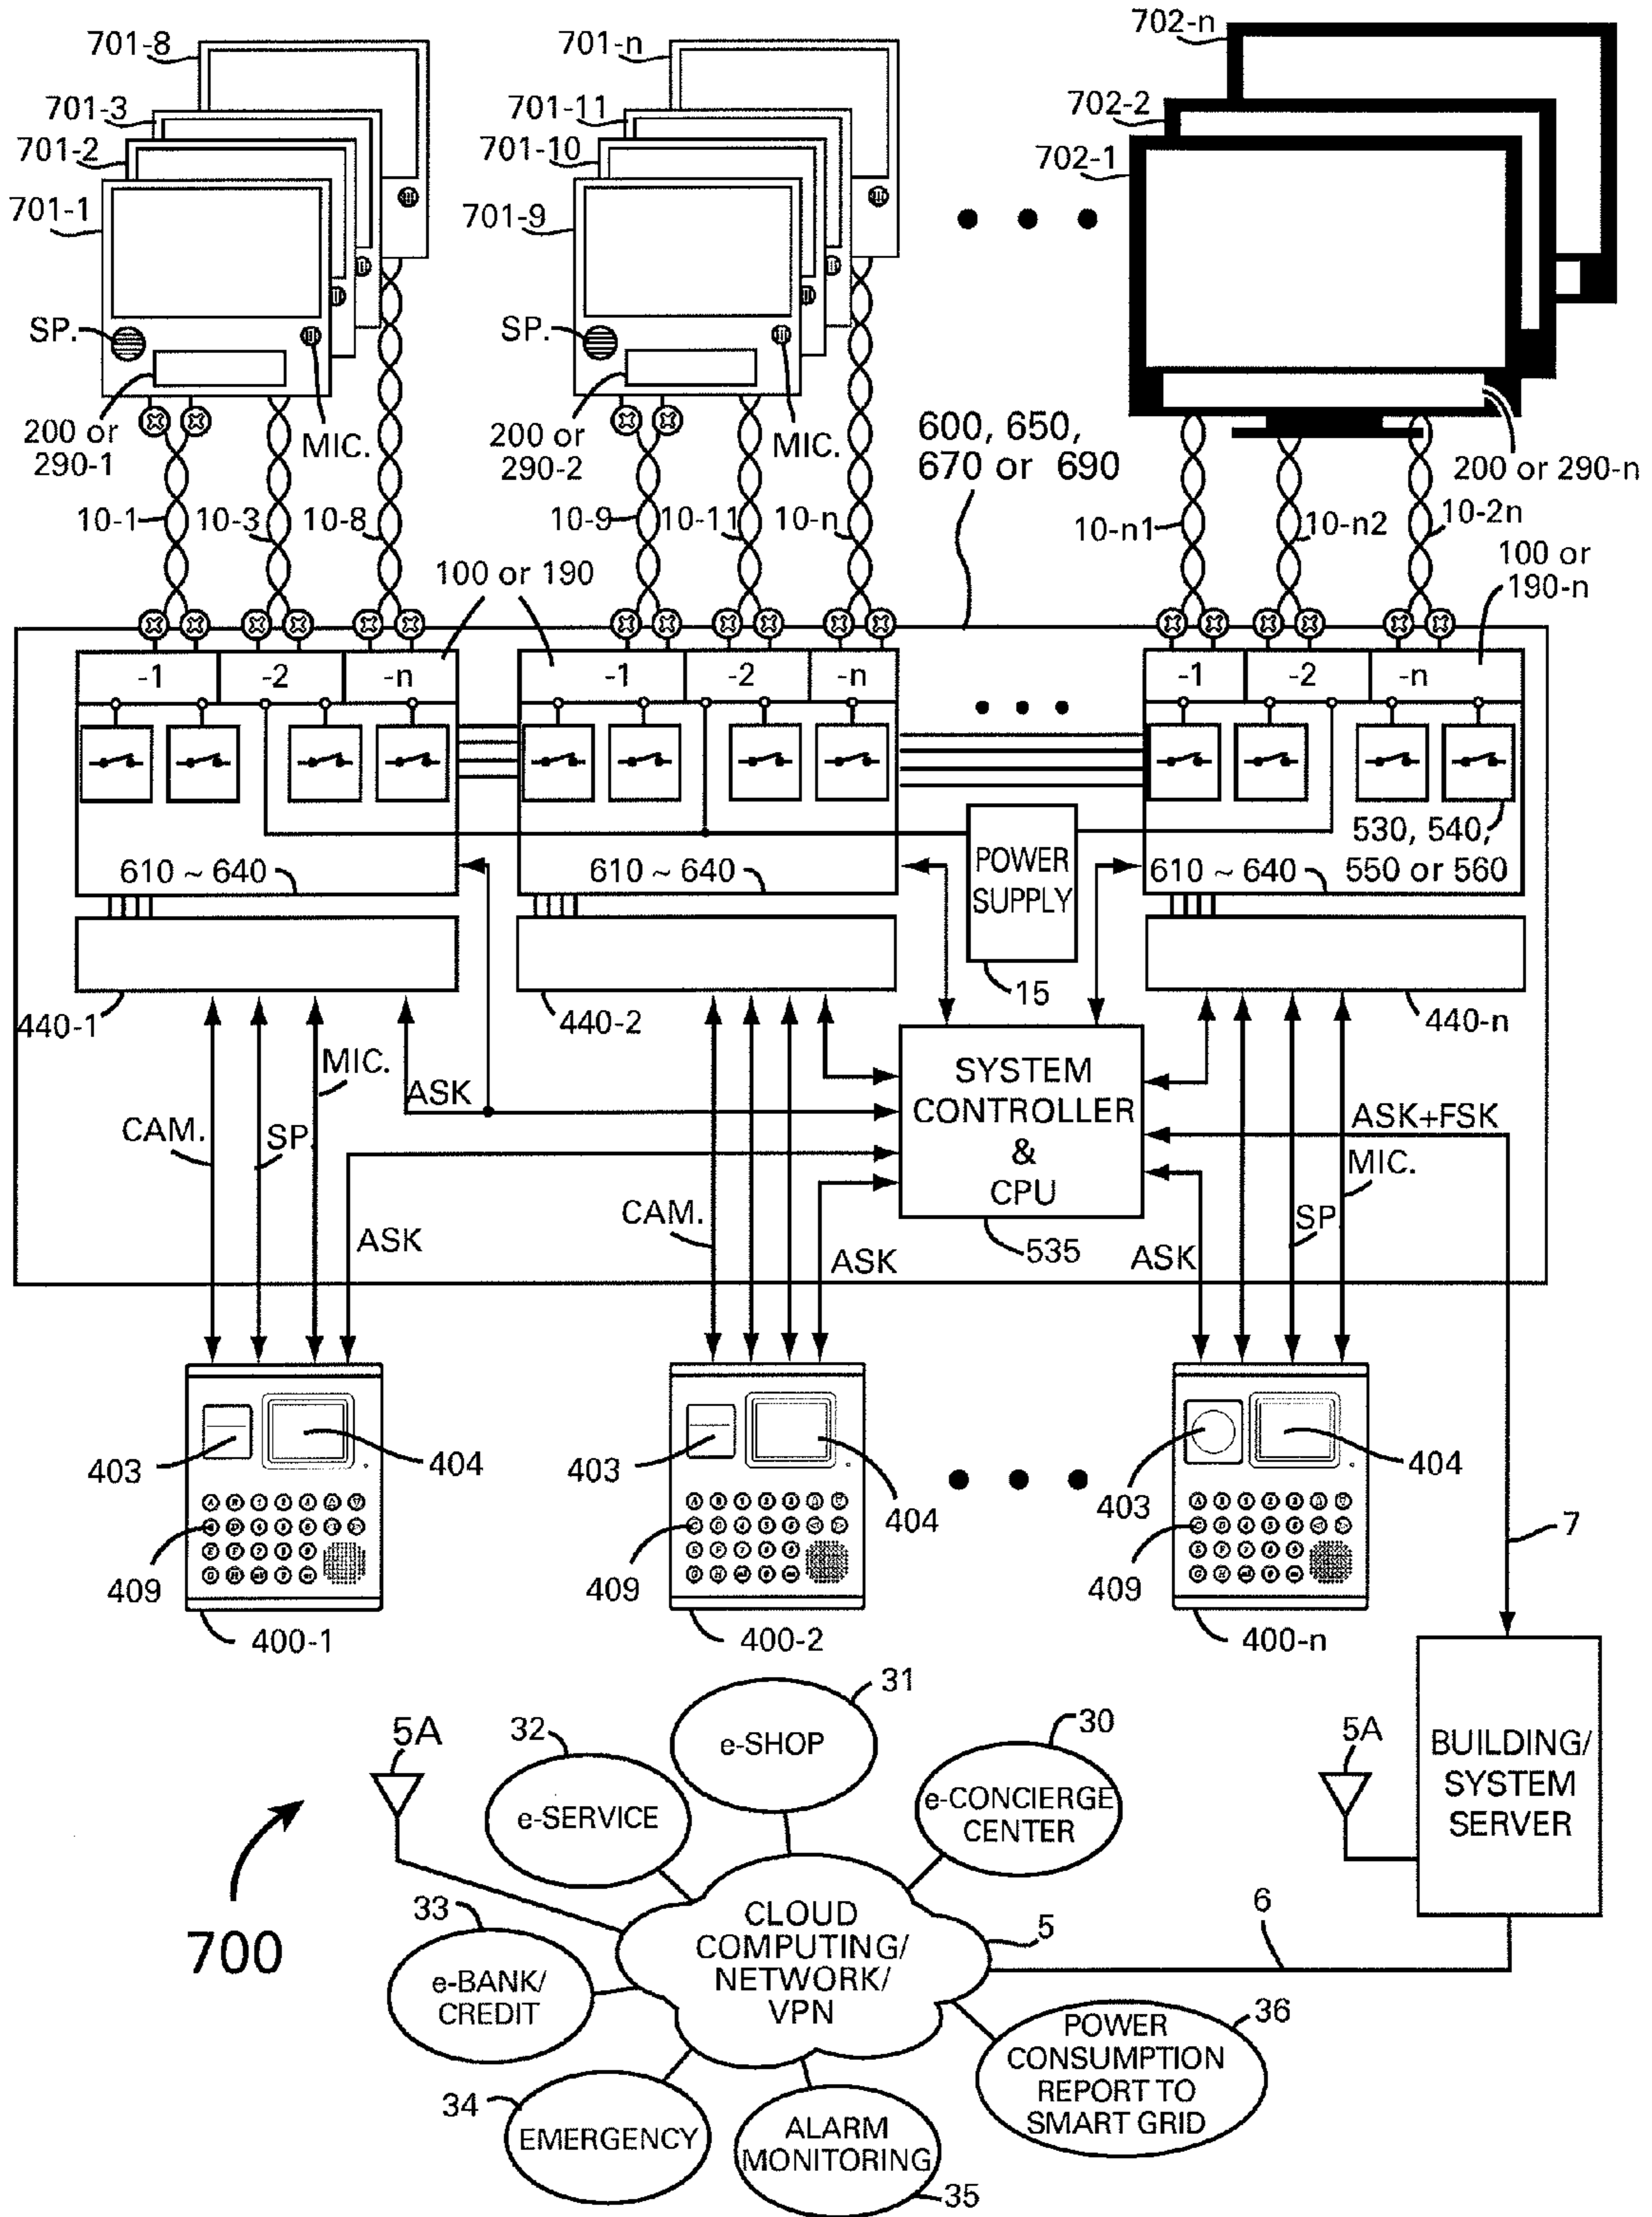 702-n
701-8
701-n
702-2
701-3
701-11
702-1
701-2
701-10
701-1
701-9
SP.
SP.
200 or
290-1
MIC.
200 or
290-2
MIC.
600, 650,
670 or 690
200 or 290-n
10-1
10-3
10-8
10-9
10-11
10-n
10-n1
10-n2
10-2n
100 or 190
100 or
190-n
-1
-2
-n
-1
-2
-n
-1
-2
-n
530, 540,
550 or 560
610 ~ 640
610 ~ 640
610 ~ 640
POWER
SUPPLY
15
440-1
440-2
440-n
SYSTEM
CONTROLLER
&
CPU
535
MIC.
ASK
CAM.
SP.
ASK
CAM.
ASK
ASK+FSK
MIC.
SP.
ASK
403
404
403
404
403
404
409
409
409
400-1
400-2
400-n
7
31
5A
32
e-SHOP
30
5A
e-SERVICE
e-CONCIERGE
CENTER
BUILDING/
SYSTEM
SERVER
700
33
CLOUD
COMPUTING/
NETWORK/
VPN
5
6
e-BANK/
CREDIT
36
POWER
CONSUMPTION
REPORT TO
SMART GRID
34
EMERGENCY
ALARM
MONITORING
35